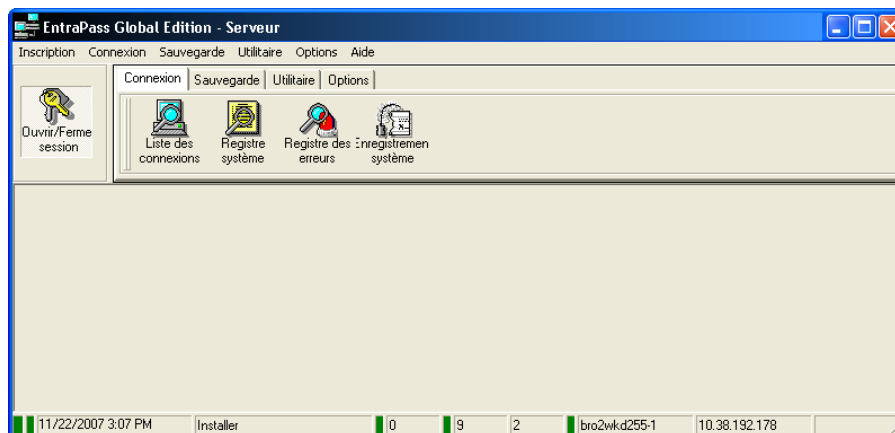 EntraPass Global Edition - Serveur
Inscription Connexion Sauvegarde Utilitaire Options Aide
Connexion Sauvegarde Utilitaire Options
Ouvrir/Ferme session
Liste des connexions
Registre système
Registre des erreurs
Enregistremen système
11/22/2007 3:07 PM Installer 0 9 2 bro2wkd255-1 10.38.192.178